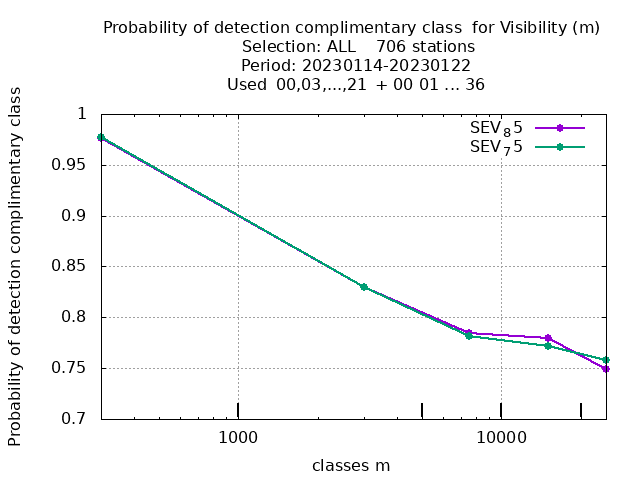 Probability of detection complimentary class  for Visibility (m)
Selection: ALL    706 stations
Period: 20230114-20230122
Used  00,03,...,21  + 00 01 ... 36
Probability of detection complimentary class
1
0.95
0.9
0.85
0.8
0.75
0.7
SEV₈5
SEV₇5
1000
10000
classes m